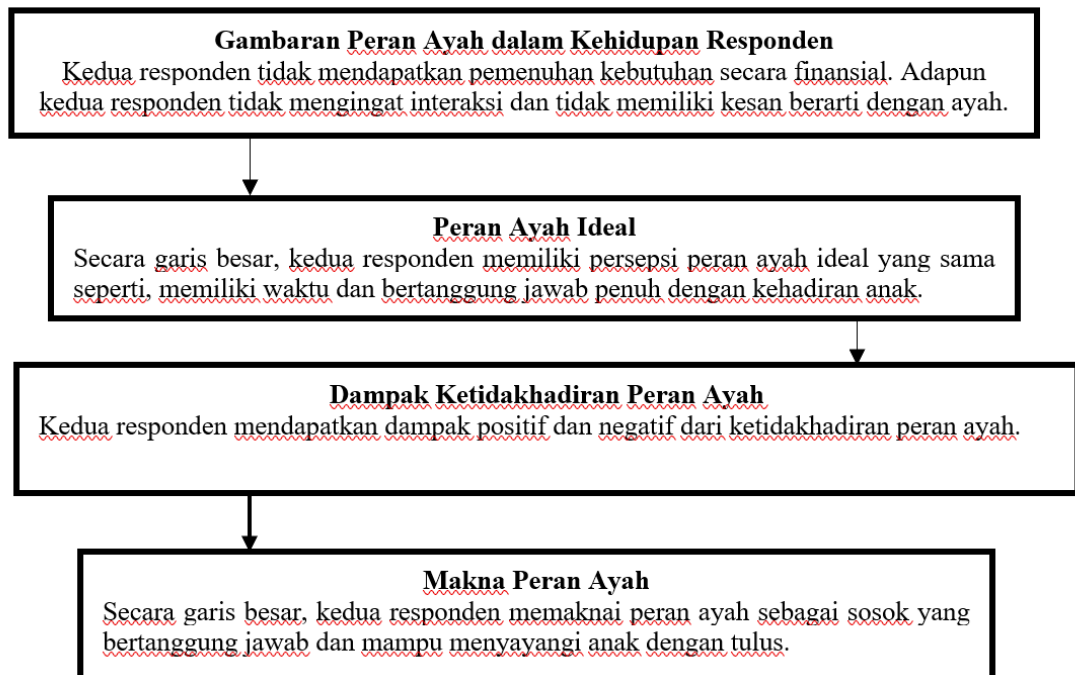 Gambaran Peran Ayah dalam Kehidupan Responden
Kedua responden tidak mendapatkan pemenuhan kebutuhan secara finansial. Adapun
kedua responden tidak mengingat interaksi dan tidak memiliki kesan berarti dengan ayah.
Peran Ayah Ideal
Secara garis besar, kedua responden memiliki persepsi peran ayah ideal yang sama
seperti, memiliki waktu dan bertanggung jawab penuh dengan kehadiran anak.
Dampak Ketidakhadiran Peran Ayah
Kedua responden mendapatkan dampak positif dan negatif dari ketidakhadiran peran ayah.
Makna Peran Ayah
Secara garis besar, kedua responden memaknai peran ayah sebagai sosok yang
bertanggung jawab dan mampu menyayangi anak dengan tulus.